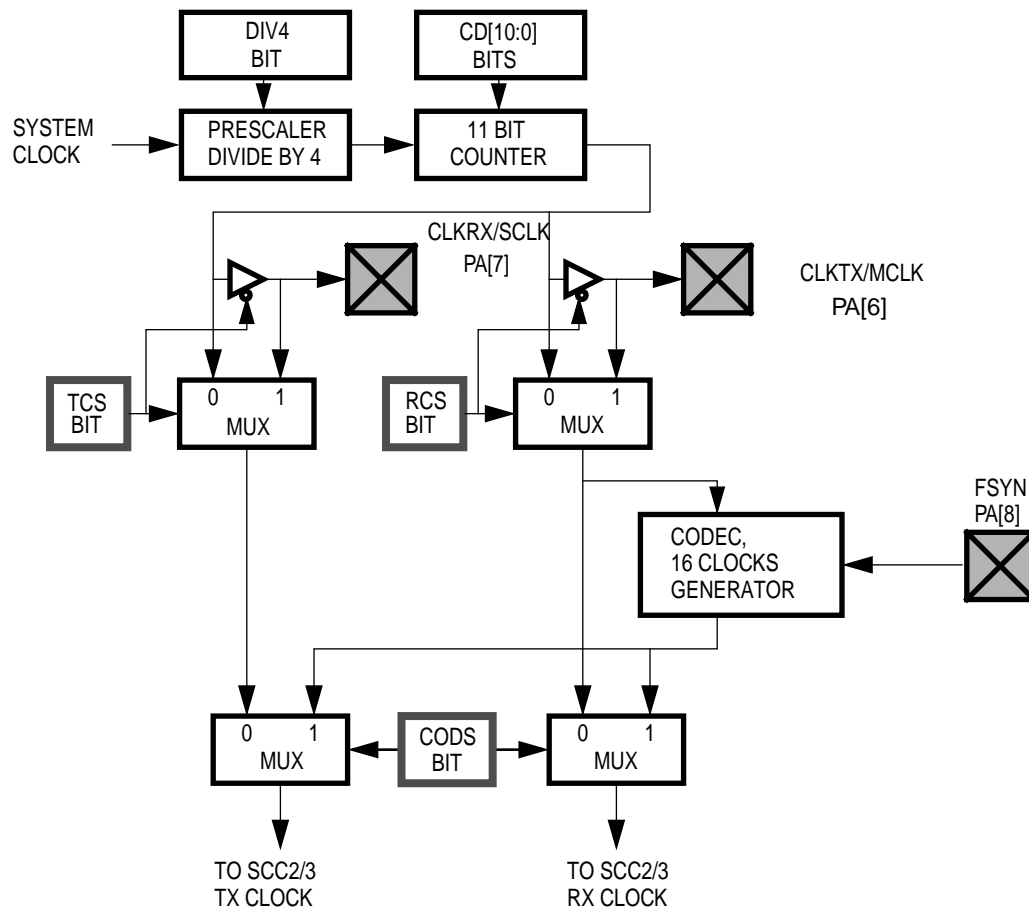 DIV4
BIT
CD[10:0]
BITS
SYSTEM
CLOCK
PRESCALER
DIVIDE BY 4
11 BIT
COUNTER
CLKRX/SCLK
PA[7]
CLKTX/MCLK
PA[6]
TCS
BIT
0 1
MUX
RCS
BIT
0 1
MUX
FSYN
PA[8]
CODEC,
16 CLOCKS
GENERATOR
0 1
MUX
CODS
BIT
0 1
MUX
TO SCC2/3
TX CLOCK
TO SCC2/3
RX CLOCK